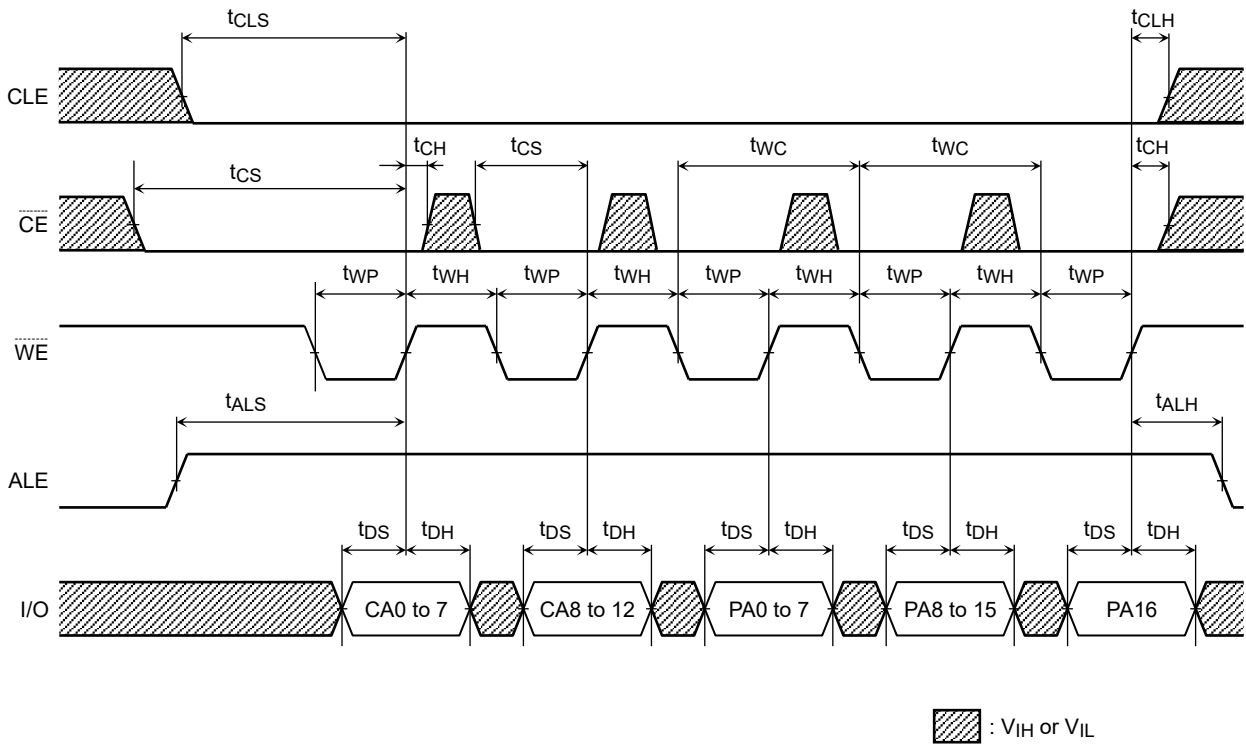 tCLS
tCLH
CLE
tCH
tCS
tWC
tWC
tCH
tCS
CE
tWP
tWH
tWP
tWH
tWP
tWH
tWP
tWH
tWP
WE
tALS
tALH
ALE
tDS
tDH
tDS
tDH
tDS
tDH
tDS
tDH
tDS
tDH
I/O
CA0 to 7
CA8 to 12
PA0 to 7
PA8 to 15
PA16
: VIH or VIL